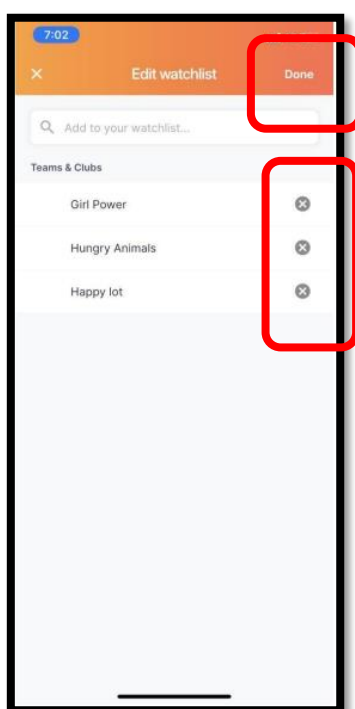 7:02
Edit watchlist Done
Add to your watchlist...
Teams & Clubs
Girl Power
Hungry Animals
Happy lot